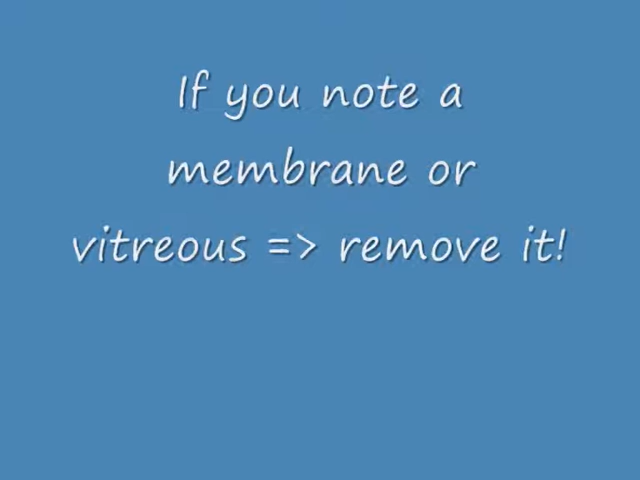 If you note a
membrane or
vitreous => remove it!